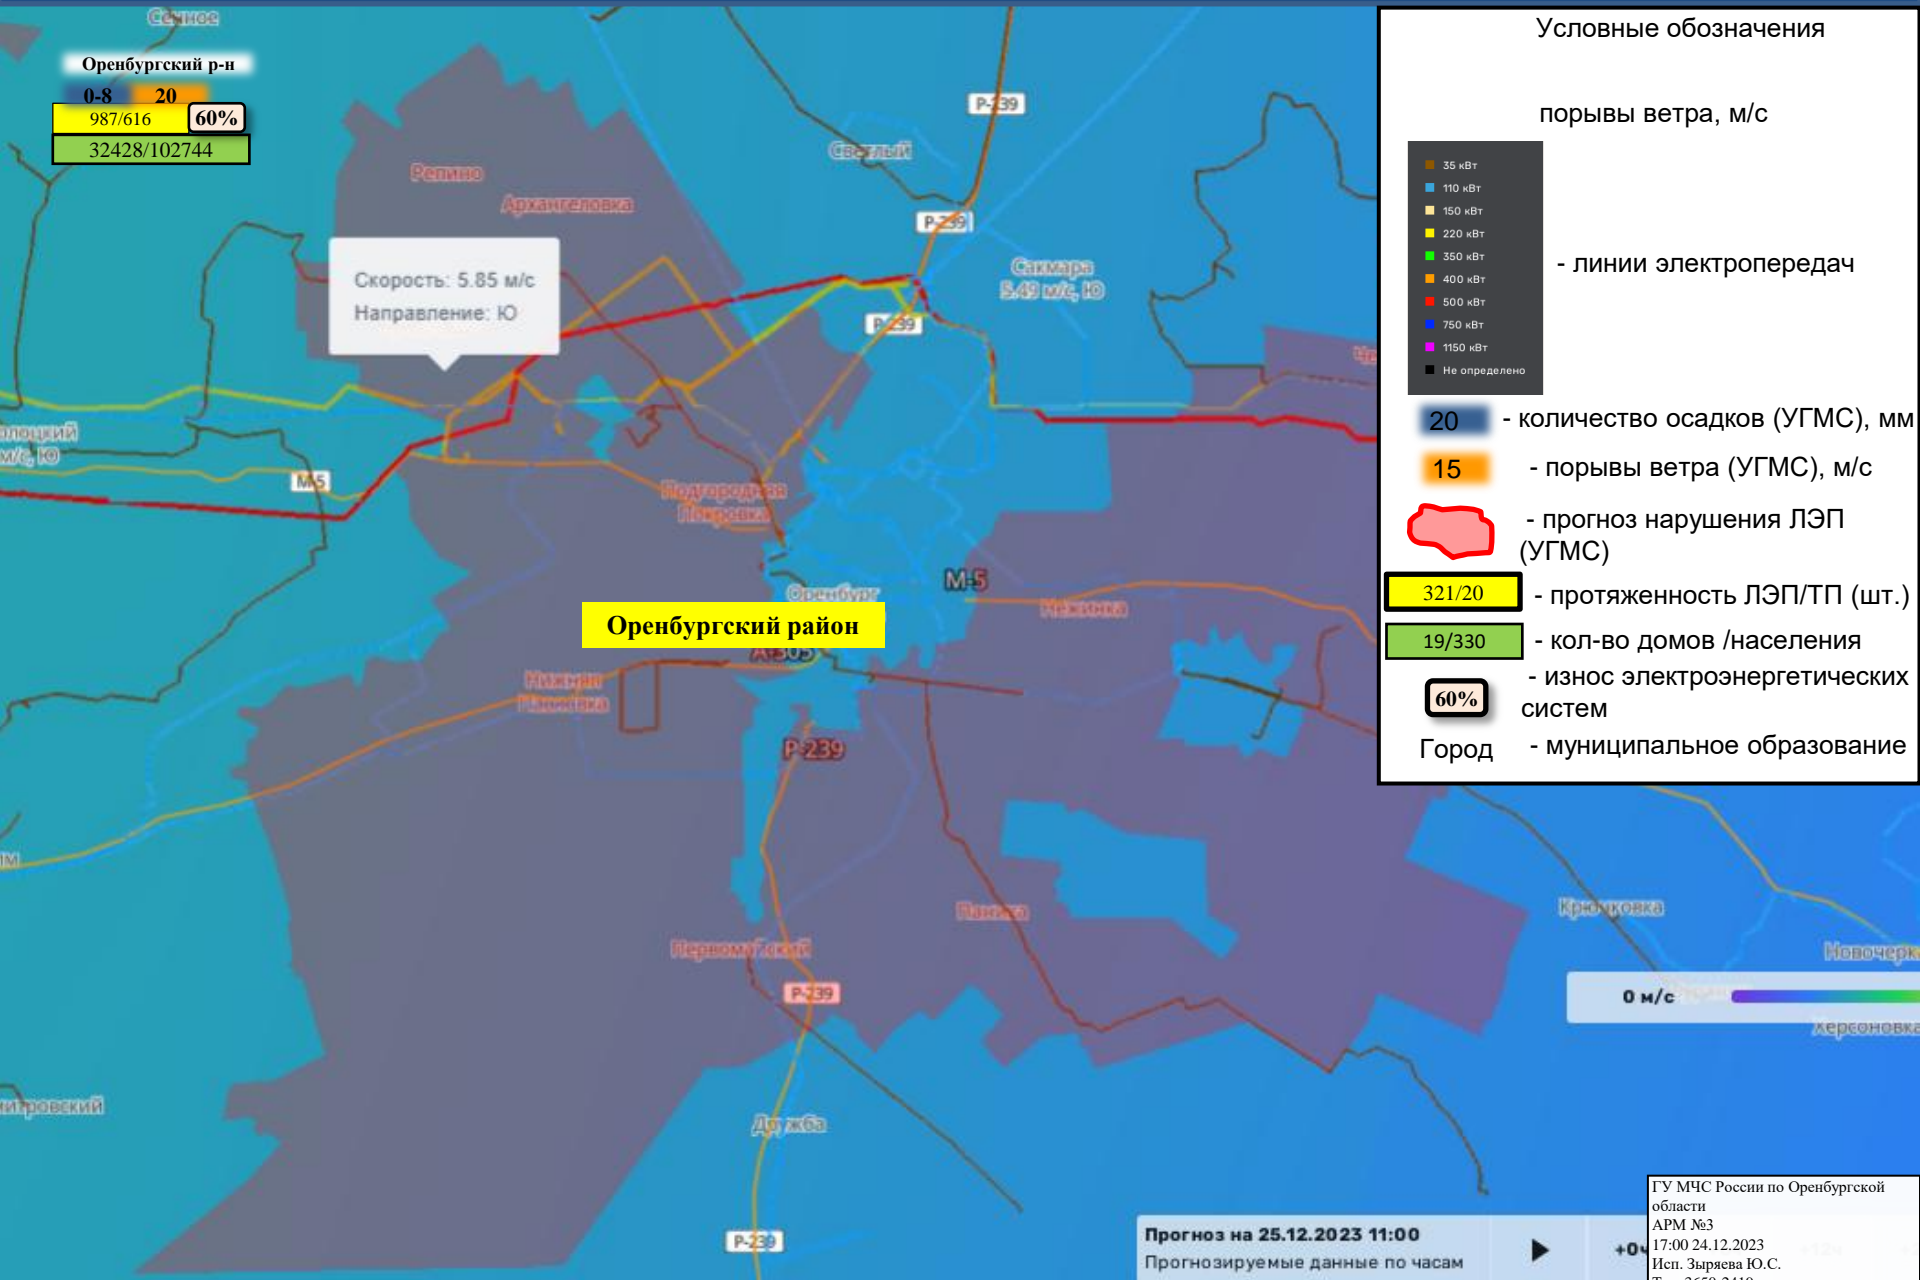 Сенное
Оренбургский р-н
0-8 20
987/616 60%
32428/102744
Репино
Архангеловка
Скорость: 5.85 м/с
Направление: Ю
Р-239
Светлый
Р-239
Сакмара
5.49 м/с, Ю
Р-239
м/с, Ю
М-5
Подгородная
Покровка
Оренбург
М-5
Нежинка
Оренбургский район
А-305
Нижняя
Павловка
Р-239
Паника
Первомайский
Р-239
Крючковка
0 м/с
Херсоновка
Дружба
Р-239
Прогноз на 25.12.2023 11:00
Прогнозируемые данные по часам
Условные обозначения
порывы ветра, м/с
35 кВт
110 кВт
150 кВт
220 кВт
350 кВт
400 кВт
500 кВт
750 кВт
1150 кВт
Не определено
- линии электропередач
20 - количество осадков (УГМС), мм
15 - порывы ветра (УГМС), м/с
- прогноз нарушения ЛЭП
(УГМС)
321/20 - протяженность ЛЭП/ТП (шт.)
19/330 - кол-во домов /населения
60% - износ электроэнергетических
систем
Город - муниципальное образование
ГУ МЧС России по Оренбургской
области
АРМ №3
17:00 24.12.2023
Исп. Зыряева Ю.С.